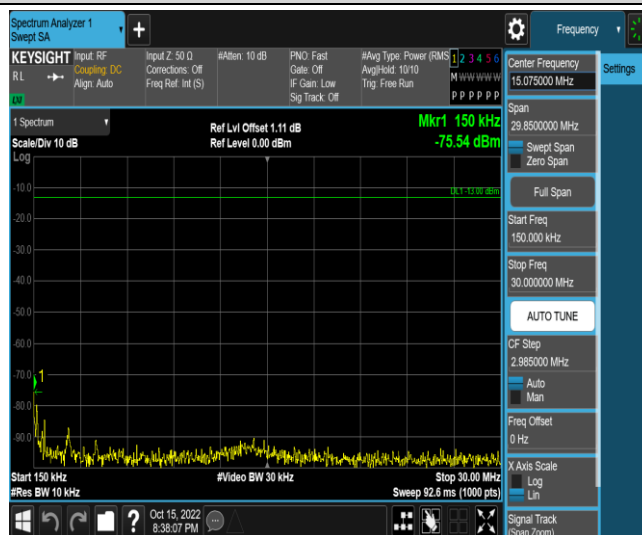 Spectrum Analyzer 1
Swept SA
+
Frequency
KEYSIGHT
RL
LNI
Input: RF
Coupling: DC
Align: Auto
Input Z: 50 Ω
Corrections: Off
Freq Ref: Int (S)
#Atten: 10 dB
PNO: Fast
Gate: Off
IF Gain: Low
Sig Track: Off
#Avg Type: Power (RMS
Avg|Hold: 10/10
Trig: Free Run
1 2 3 4 5 6
M W W W W W
P P P P P P
1 Spectrum
Scale/Div 10 dB
Ref Lvl Offset 1.11 dB
Ref Level 0.00 dBm
Mkr1 150 kHz
-75.54 dBm
Log
-10.0
DL1 -13.00 dBm
-20.0
-30.0
-40.0
-50.0
-60.0
-70.0
1
-80.0
-90.0
Start 150 kHz
#Res BW 10 kHz
#Video BW 30 kHz
Stop 30.00 MHz
Sweep 92.6 ms (1000 pts)
?
Oct 15, 2022
8:38:07 PM
Center Frequency
15.075000 MHz
Settings
Span
29.8500000 MHz
Swept Span
Zero Span
Full Span
Start Freq
150.000 kHz
Stop Freq
30.000000 MHz
AUTO TUNE
CF Step
2.985000 MHz
Auto
Man
Freq Offset
0 Hz
X Axis Scale
Log
Lin
Signal Track
(Span Zoom)